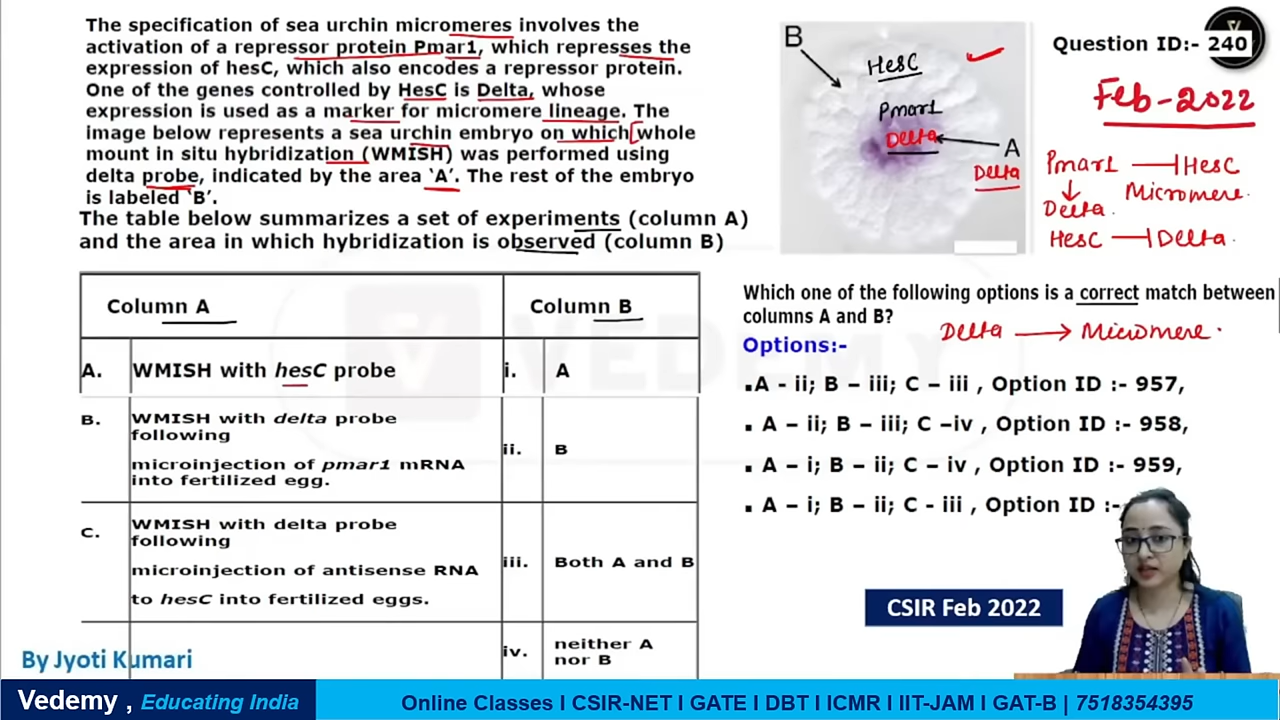 The specification of sea urchin micromeres involves the
activation of a repressor protein Pmar1, which represses the
expression of hesC, which also encodes a repressor protein.
One of the genes controlled by HesC is Delta, whose
expression is used as a marker for micromere lineage. The
image below represents a sea urchin embryo on which whole
mount in situ hybridization (WMISH) was performed using
delta probe, indicated by the area 'A'. The rest of the embryo
is labeled 'B'.
The table below summarizes a set of experiments (column A)
and the area in which hybridization is observed (column B)
B
HesC
Pmar1
Delta
A
Delta
Question ID:- 240
Feb-2022
Pmar1 ⊣ HesC
Micromere.
↓
Delta.
HesC ⊣ Delta.
Column A
Column B
A. WMISH with hesC probe
i. A
B. WMISH with delta probe
following
microinjection of pmar1 mRNA
into fertilized egg.
ii. B
C. WMISH with delta probe
following
microinjection of antisense RNA
to hesC into fertilized eggs.
iii. Both A and B
iv. neither A
nor B
Which one of the following options is a correct match between
columns A and B?
Delta → Micromere.
Options:-
.A - ii; B – iii; C – iii , Option ID :- 957,
. A – ii; B – iii; C –iv , Option ID :- 958,
. A – i; B – ii; C – iv , Option ID :- 959,
. A – i; B – ii; C - iii , Option ID :-
CSIR Feb 2022
VEDEMY
By Jyoti Kumari
Vedemy , Educating India
Online Classes I CSIR-NET I GATE I DBT I ICMR I IIT-JAM I GAT-B | 7518354395